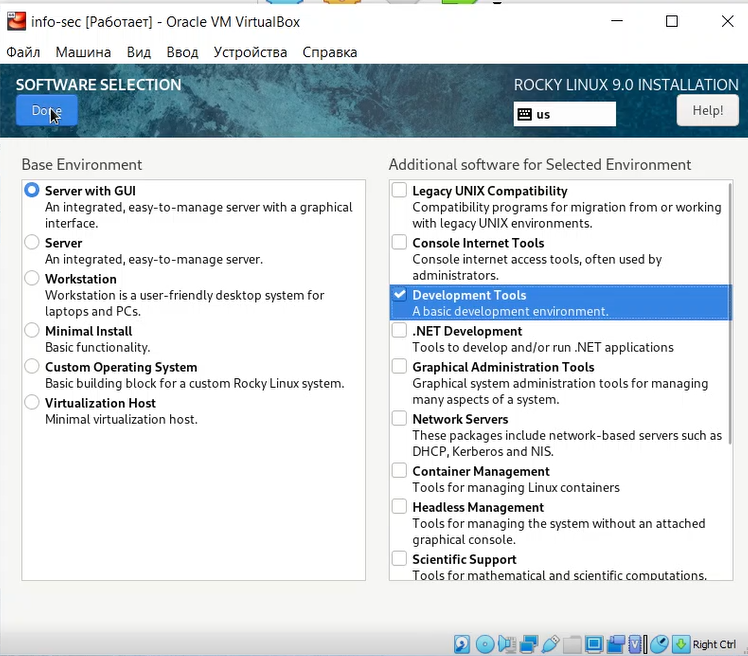 info-sec [Работает] - Oracle VM VirtualBox
Файл Машина Вид Ввод Устройства Справка
SOFTWARE SELECTION
ROCKY LINUX 9.0 INSTALLATION
Done
us
Help!
Base Environment
Server with GUI
An integrated, easy-to-manage server with a graphical
interface.
Server
An integrated, easy-to-manage server.
Workstation
Workstation is a user-friendly desktop system for
laptops and PCs.
Minimal Install
Basic functionality.
Custom Operating System
Basic building block for a custom Rocky Linux system.
Virtualization Host
Minimal virtualization host.
Additional software for Selected Environment
Legacy UNIX Compatibility
Compatibility programs for migration from or working
with legacy UNIX environments.
Console Internet Tools
Console internet access tools, often used by
administrators.
Development Tools
A basic development environment.
.NET Development
Tools to develop and/or run .NET applications
Graphical Administration Tools
Graphical system administration tools for managing
many aspects of a system.
Network Servers
These packages include network-based servers such as
DHCP, Kerberos and NIS.
Container Management
Tools for managing Linux containers
Headless Management
Tools for managing the system without an attached
graphical console.
Scientific Support
Tools for mathematical and scientific computations,
Right Ctrl